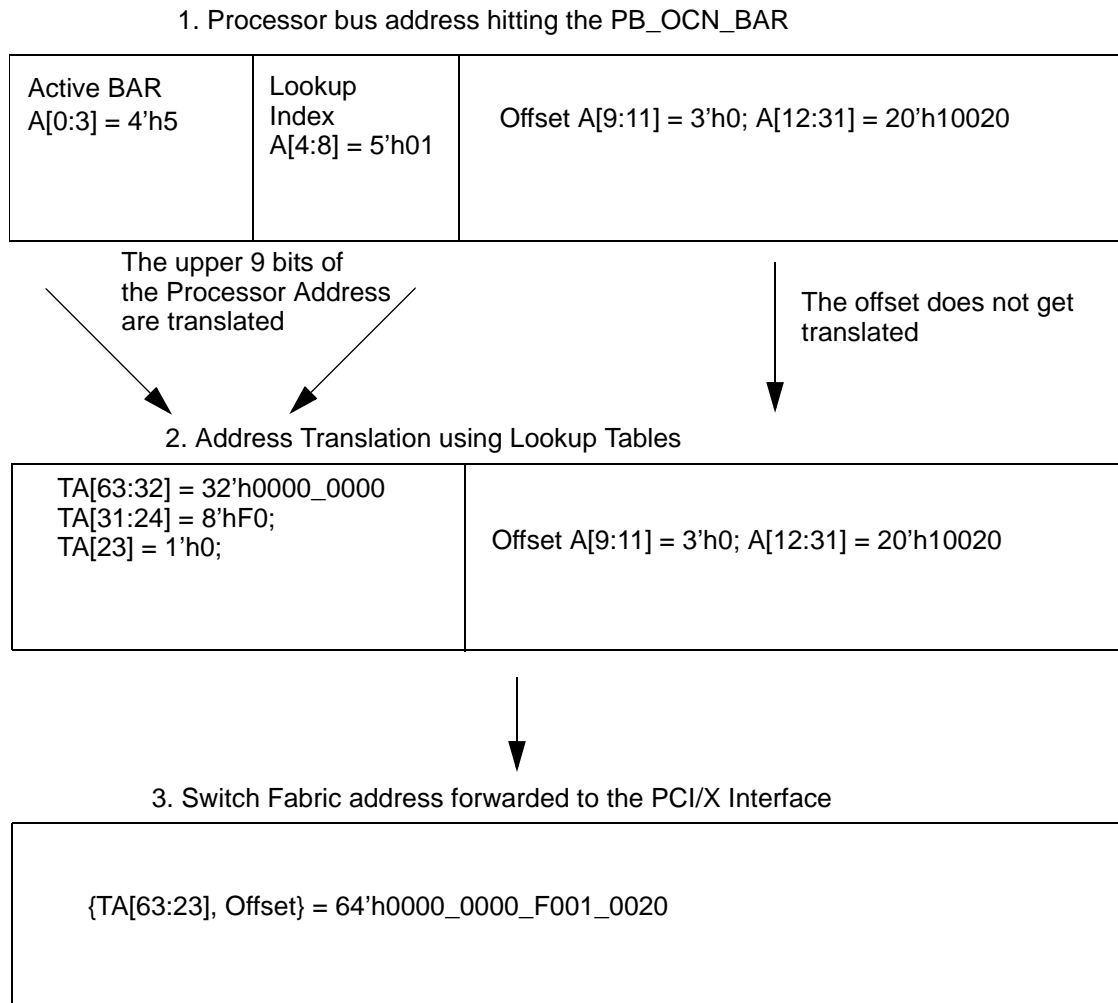 1. Processor bus address hitting the PB_OCN_BAR
Active BAR
A[0:3] = 4’h5
Lookup
Index
A[4:8] = 5’h01
Offset A[9:11] = 3’h0; A[12:31] = 20’h10020
The upper 9 bits of
the Processor Address
are translated
The offset does not get
translated
2. Address Translation using Lookup Tables
TA[63:32] = 32’h0000_0000
TA[31:24] = 8’hF0;
TA[23] = 1’h0;
Offset A[9:11] = 3’h0; A[12:31] = 20’h10020
3. Switch Fabric address forwarded to the PCI/X Interface
{TA[63:23], Offset} = 64’h0000_0000_F001_0020